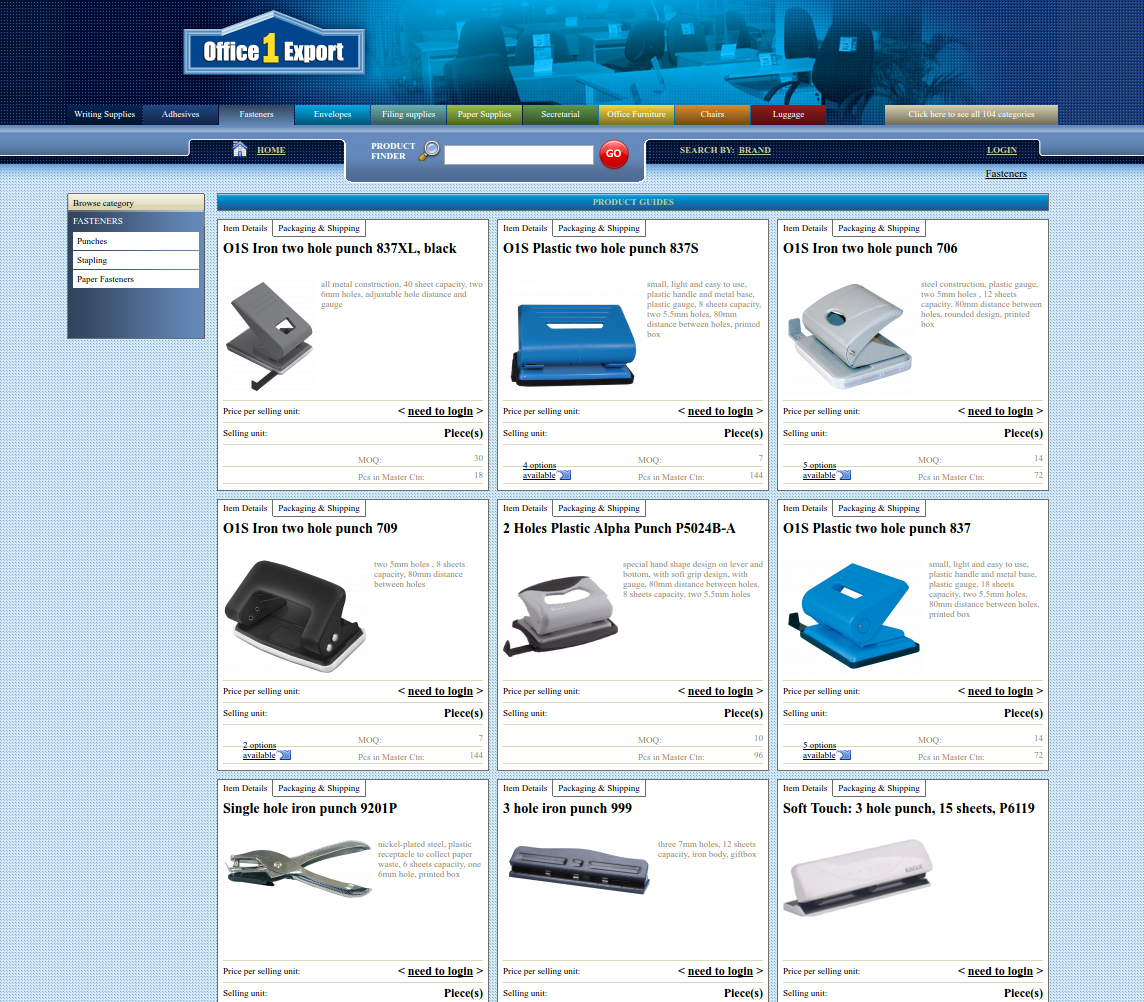 Office 1 Export
Writing Supplies Adhesives Fasteners Envelopes Filing supplies Paper Supplies Secretarial Office Furniture Chairs Luggage Click here to see all 104 categories
HOME
PRODUCT
FINDER
GO
SEARCH BY: BRAND
LOGIN
Fasteners
Browse category
FASTENERS
Punches
Stapling
Paper Fasteners
PRODUCT GUIDES
Item Details Packaging & Shipping
O1S Iron two hole punch 837XL, black
all metal construction, 40 sheet capacity, two
6mm holes, adjustable hole distance and
gauge
Price per selling unit: < need to login >
Selling unit: Piece(s)
MOQ: 30
Pcs in Master Ctn: 18
Item Details Packaging & Shipping
O1S Plastic two hole punch 837S
small, light and easy to use,
plastic handle and metal base,
plastic gauge, 8 sheets capacity,
two 5.5mm holes, 80mm
distance between holes, printed
box
Price per selling unit: < need to login >
Selling unit: Piece(s)
4 options
available
MOQ: 7
Pcs in Master Ctn: 144
Item Details Packaging & Shipping
O1S Iron two hole punch 706
steel construction, plastic gauge,
two 5mm holes , 12 sheets
capacity, 80mm distance between
holes, rounded design, printed
box
Price per selling unit: < need to login >
Selling unit: Piece(s)
5 options
available
MOQ: 14
Pcs in Master Ctn: 72
Item Details Packaging & Shipping
O1S Iron two hole punch 709
two 5mm holes , 8 sheets
capacity, 80mm distance
between holes
Price per selling unit: < need to login >
Selling unit: Piece(s)
2 options
available
MOQ: 7
Pcs in Master Ctn: 144
Item Details Packaging & Shipping
2 Holes Plastic Alpha Punch P5024B-A
special hand shape design on lever and
bottom, with soft grip design, with
gauge, 80mm distance between holes,
8 sheets capacity, two 5.5mm holes
Price per selling unit: < need to login >
Selling unit: Piece(s)
MOQ: 10
Pcs in Master Ctn: 96
Item Details Packaging & Shipping
O1S Plastic two hole punch 837
small, light and easy to use,
plastic handle and metal base,
plastic gauge, 18 sheets
capacity, two 5.5mm holes,
80mm distance between holes,
printed box
Price per selling unit: < need to login >
Selling unit: Piece(s)
5 options
available
MOQ: 14
Pcs in Master Ctn: 72
Item Details Packaging & Shipping
Single hole iron punch 9201P
nickel-plated steel, plastic
receptacle to collect paper
waste, 6 sheets capacity, one
6mm hole, printed box
Price per selling unit: < need to login >
Selling unit: Piece(s)
Item Details Packaging & Shipping
3 hole iron punch 999
three 7mm holes, 12 sheets
capacity, iron body, giftbox
Price per selling unit: < need to login >
Selling unit: Piece(s)
Item Details Packaging & Shipping
Soft Touch: 3 hole punch, 15 sheets, P6119
Price per selling unit: < need to login >
Selling unit: Piece(s)